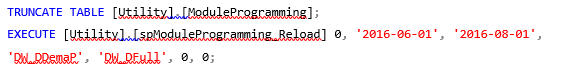 TRUNCATE TABLE [Utility].[ModuleProgramming];
EXECUTE [Utility].[spModuleProgramming_Reload] 0, '2016-06-01', '2016-08-01',
'DW_DDemaP', 'DW_DFull', 0, 0;